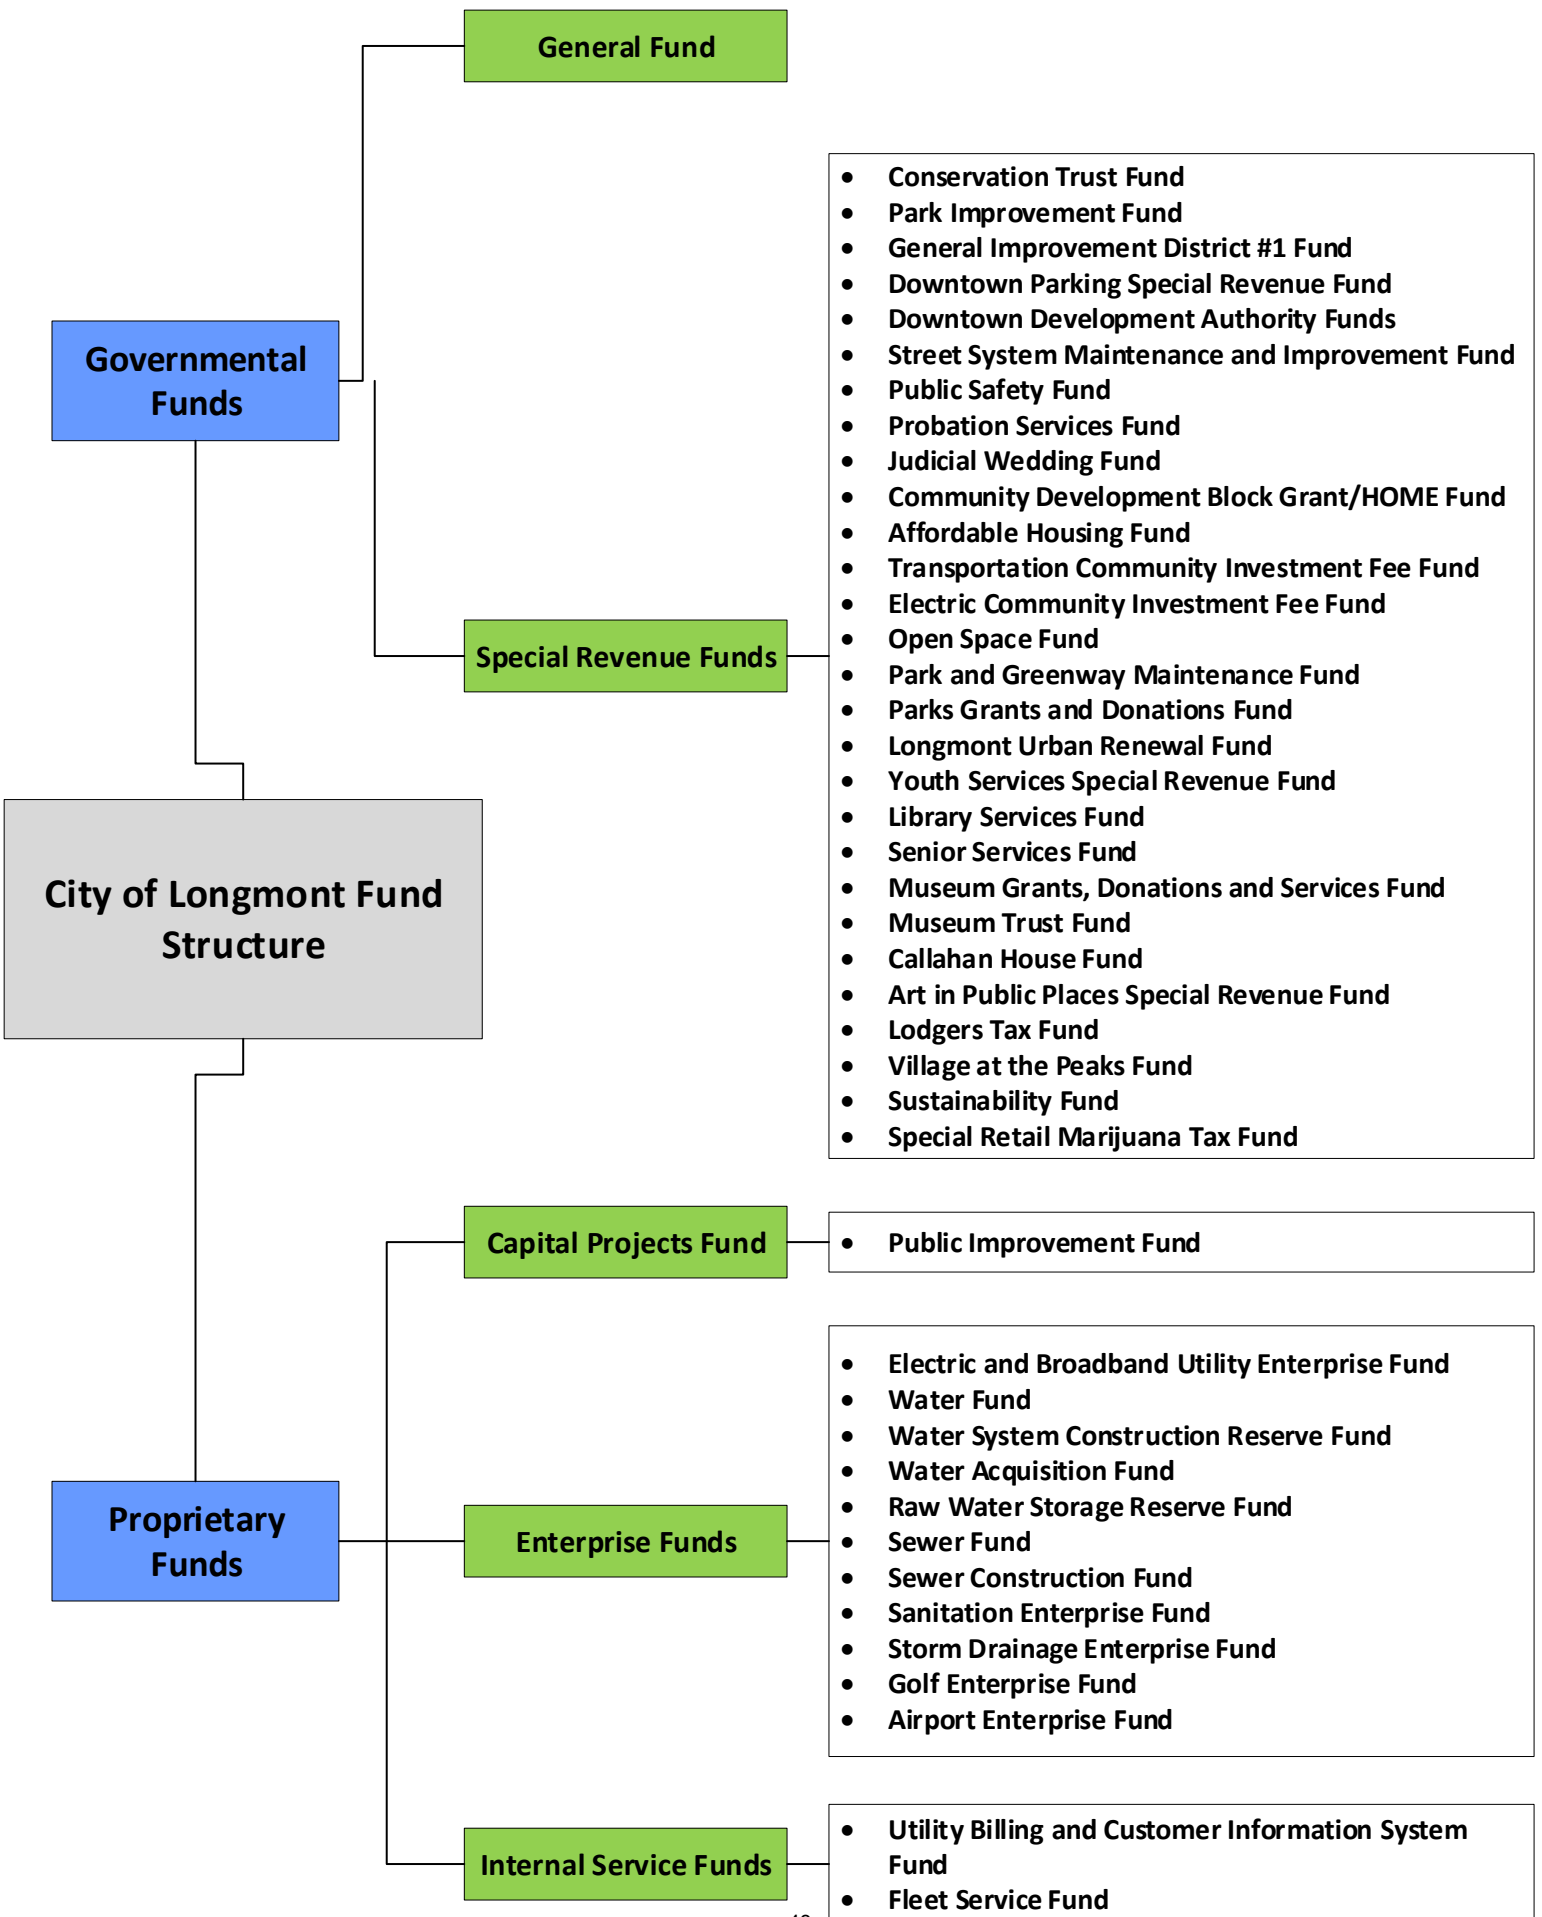 General Fund
• Conservation Trust Fund
• Park Improvement Fund
• General Improvement District #1 Fund
• Downtown Parking Special Revenue Fund
• Downtown Development Authority Funds
• Street System Maintenance and Improvement Fund
• Public Safety Fund
• Probation Services Fund
• Judicial Wedding Fund
• Community Development Block Grant/HOME Fund
• Affordable Housing Fund
• Transportation Community Investment Fee Fund
• Electric Community Investment Fee Fund
• Open Space Fund
• Park and Greenway Maintenance Fund
• Parks Grants and Donations Fund
• Longmont Urban Renewal Fund
• Youth Services Special Revenue Fund
• Library Services Fund
• Senior Services Fund
• Museum Grants, Donations and Services Fund
• Museum Trust Fund
• Callahan House Fund
• Art in Public Places Special Revenue Fund
• Lodgers Tax Fund
• Village at the Peaks Fund
• Sustainability Fund
• Special Retail Marijuana Tax Fund
Governmental
Funds
Special Revenue Funds
City of Longmont Fund
Structure
Capital Projects Fund
• Public Improvement Fund
• Electric and Broadband Utility Enterprise Fund
• Water Fund
• Water System Construction Reserve Fund
• Water Acquisition Fund
• Raw Water Storage Reserve Fund
• Sewer Fund
• Sewer Construction Fund
• Sanitation Enterprise Fund
• Storm Drainage Enterprise Fund
• Golf Enterprise Fund
• Airport Enterprise Fund
Proprietary
Funds
Enterprise Funds
Internal Service Funds
• Utility Billing and Customer Information System
Fund
• Fleet Service Fund